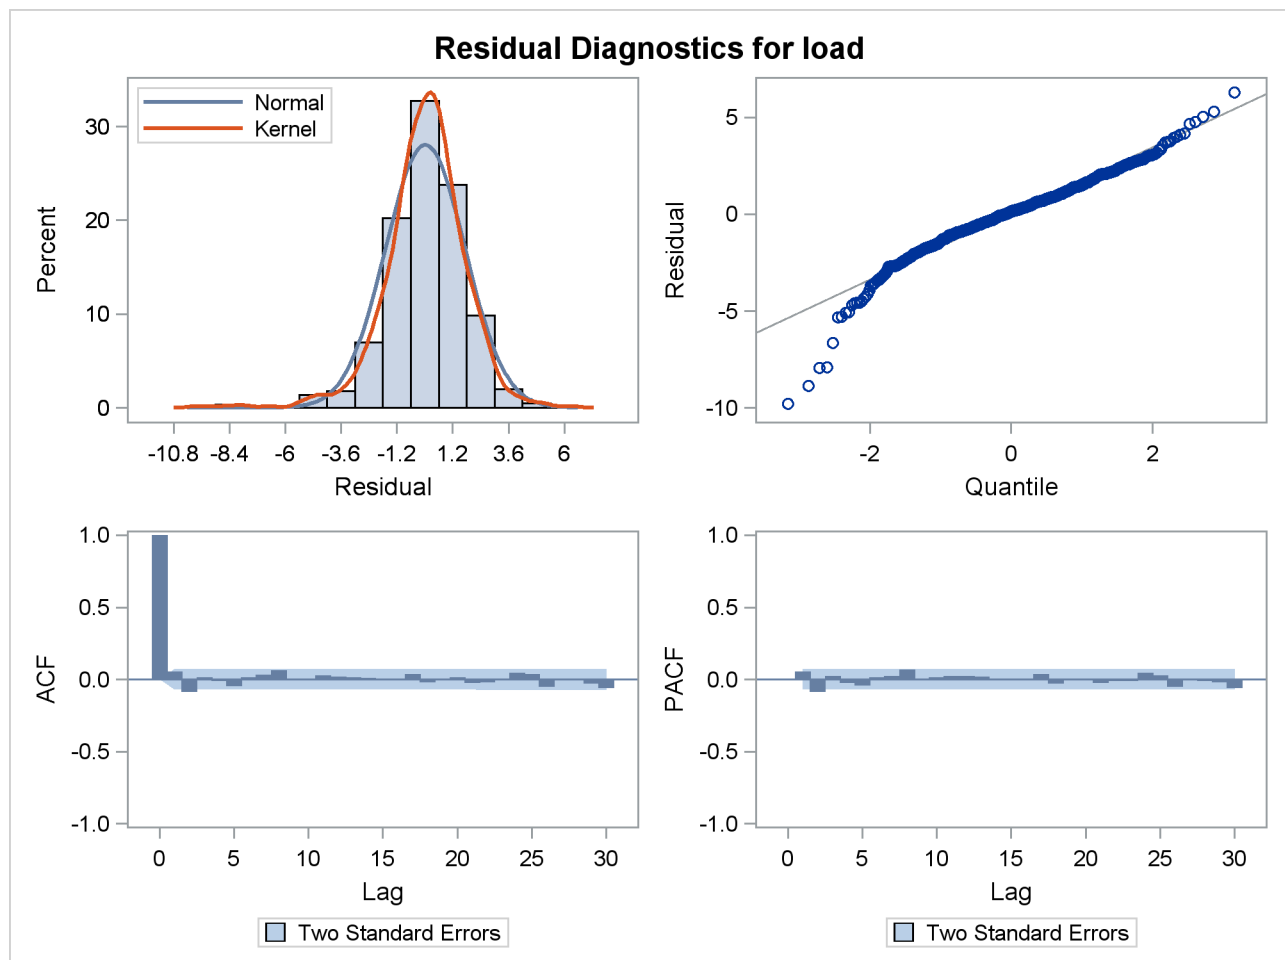 Residual Diagnostics for load
Normal
Kernel
Percent
30
20
10
0
-10.8 -8.4 -6 -3.6 -1.2 1.2 3.6 6
Residual
Residual
5
0
-5
-10
-2 0 2
Quantile
ACF
1.0
0.5
0.0
-0.5
-1.0
0 5 10 15 20 25 30
Lag
Two Standard Errors
PACF
1.0
0.5
0.0
-0.5
-1.0
0 5 10 15 20 25 30
Lag
Two Standard Errors